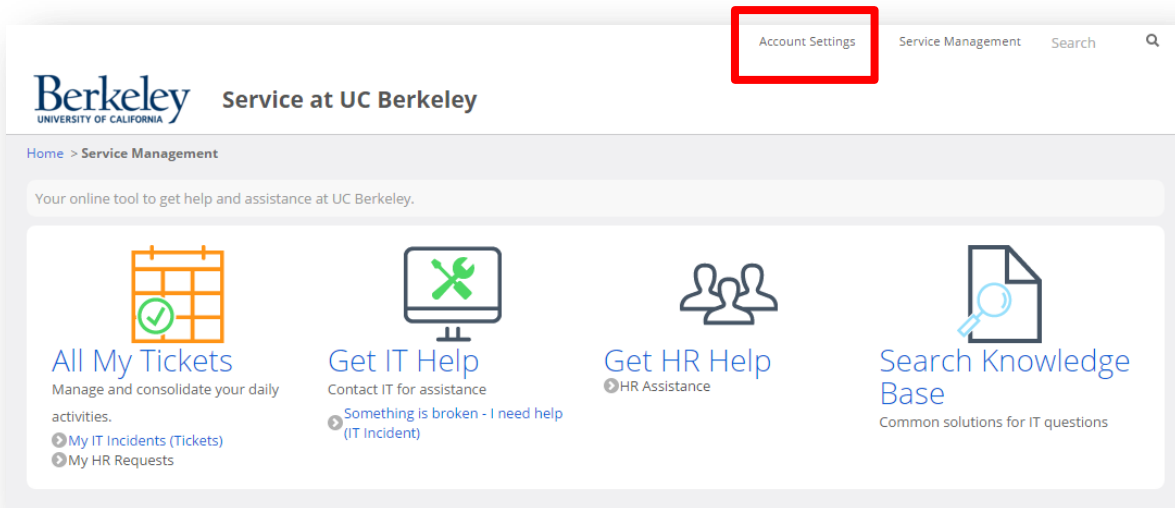 Account Settings Service Management Search
Berkeley
UNIVERSITY OF CALIFORNIA
Service at UC Berkeley
Home > Service Management
Your online tool to get help and assistance at UC Berkeley.
All My Tickets
Manage and consolidate your daily
activities.
My IT Incidents (Tickets)
My HR Requests
Get IT Help
Contact IT for assistance
Something is broken - I need help
(IT Incident)
Get HR Help
HR Assistance
Search Knowledge
Base
Common solutions for IT questions